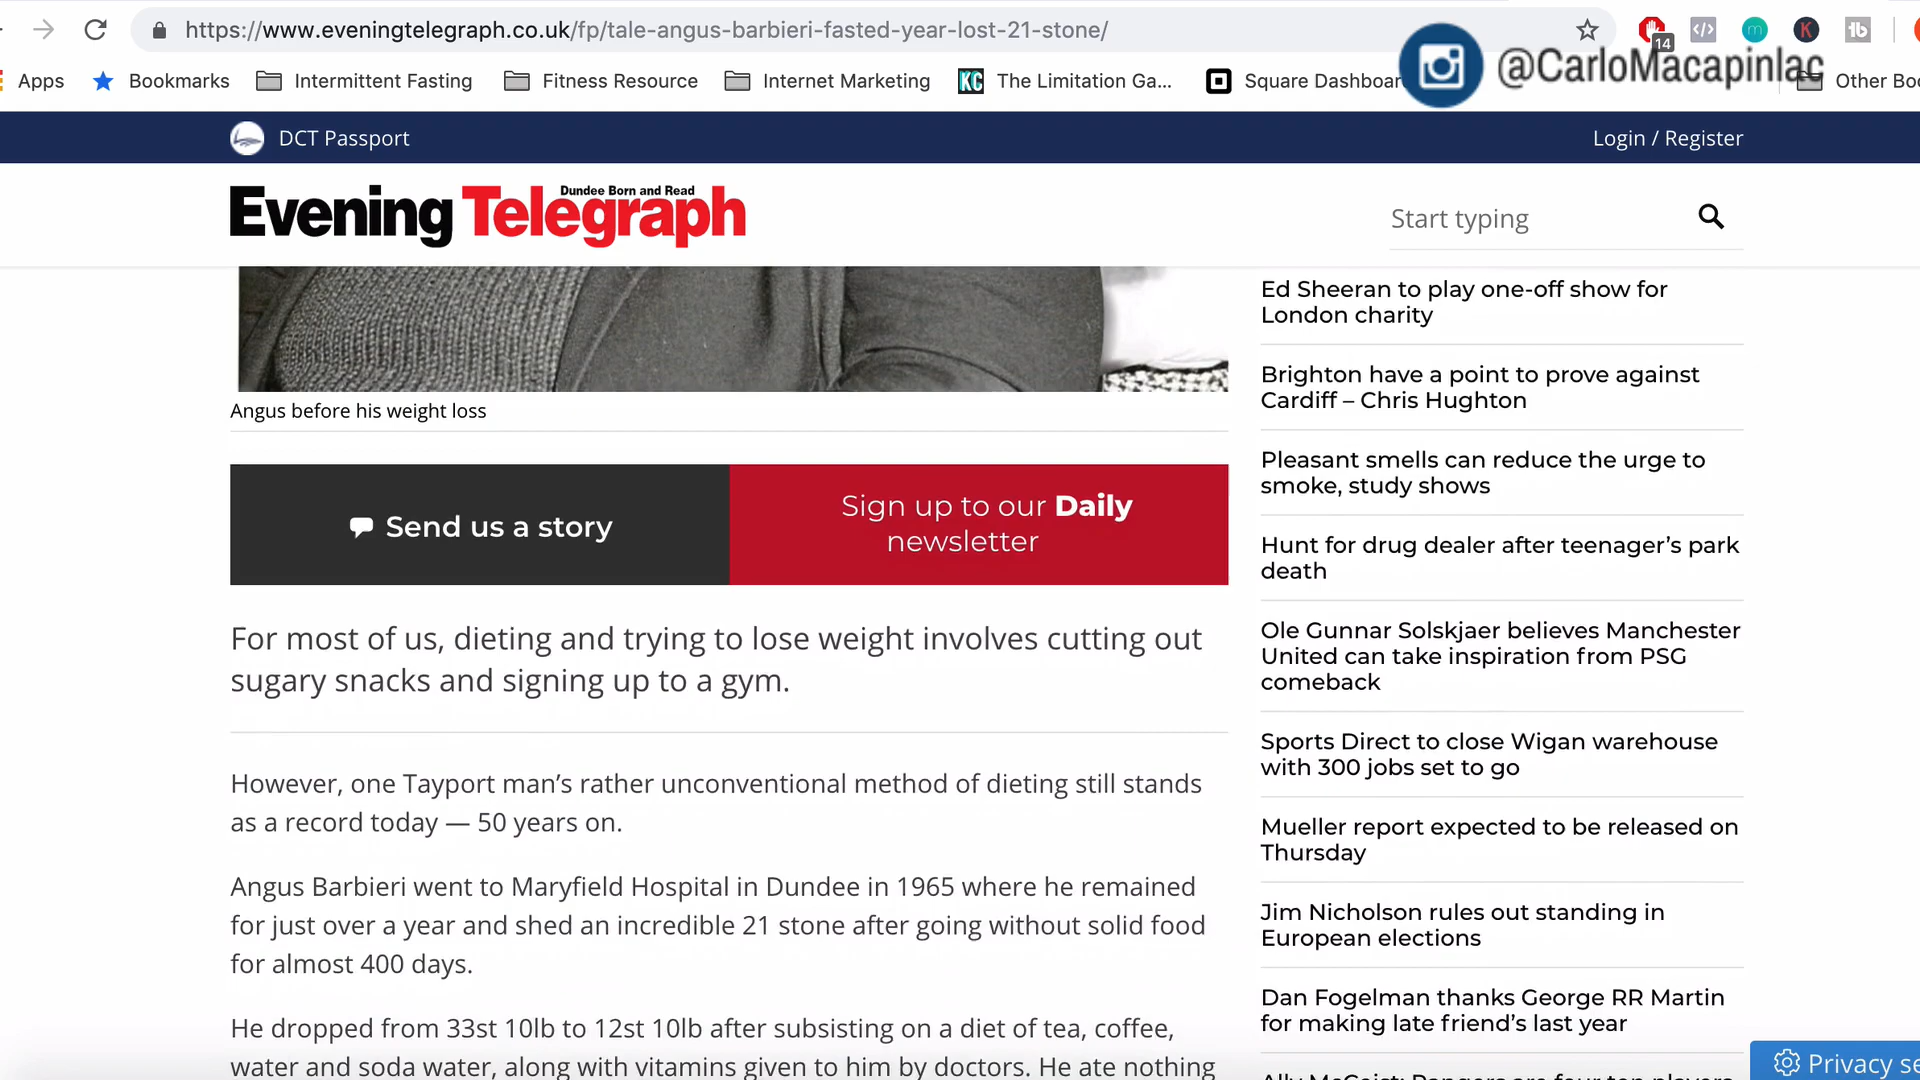 https://www.eveningtelegraph.co.uk/fp/tale-angus-barbieri-fasted-year-lost-21-stone/
14
@CarloMacapinlac
Apps
Bookmarks
Intermittent Fasting
Fitness Resource
Internet Marketing
KC
The Limitation Ga...
Square Dashboar
Other Boo
DCT Passport
Login / Register
Dundee Born and Read
Evening Telegraph
Start typing
Angus before his weight loss
Send us a story
Sign up to our Daily
newsletter
For most of us, dieting and trying to lose weight involves cutting out
sugary snacks and signing up to a gym.
However, one Tayport man’s rather unconventional method of dieting still stands
as a record today — 50 years on.
Angus Barbieri went to Maryfield Hospital in Dundee in 1965 where he remained
for just over a year and shed an incredible 21 stone after going without solid food
for almost 400 days.
He dropped from 33st 10lb to 12st 10lb after subsisting on a diet of tea, coffee,
water and soda water, along with vitamins given to him by doctors. He ate nothing
Ed Sheeran to play one-off show for
London charity
Brighton have a point to prove against
Cardiff – Chris Hughton
Pleasant smells can reduce the urge to
smoke, study shows
Hunt for drug dealer after teenager’s park
death
Ole Gunnar Solskjaer believes Manchester
United can take inspiration from PSG
comeback
Sports Direct to close Wigan warehouse
with 300 jobs set to go
Mueller report expected to be released on
Thursday
Jim Nicholson rules out standing in
European elections
Dan Fogelman thanks George RR Martin
for making late friend’s last year
Privacy se